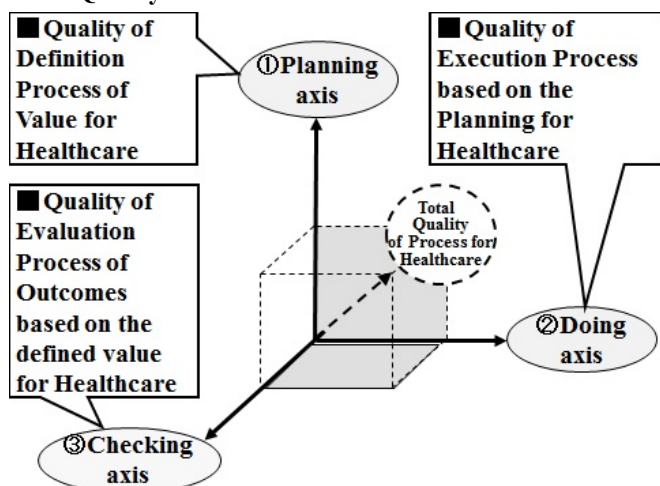 ■ Quality of
Definition
Process of
Value for
Healthcare
①Planning
axis
■ Quality of
Execution Process
based on the
Planning for
Healthcare
■ Quality of
Evaluation
Process of
Outcomes
based on the
defined value
for Healthcare
Total
Quality
of Process for
Healthcare
②Doing
axis
③Checking
axis